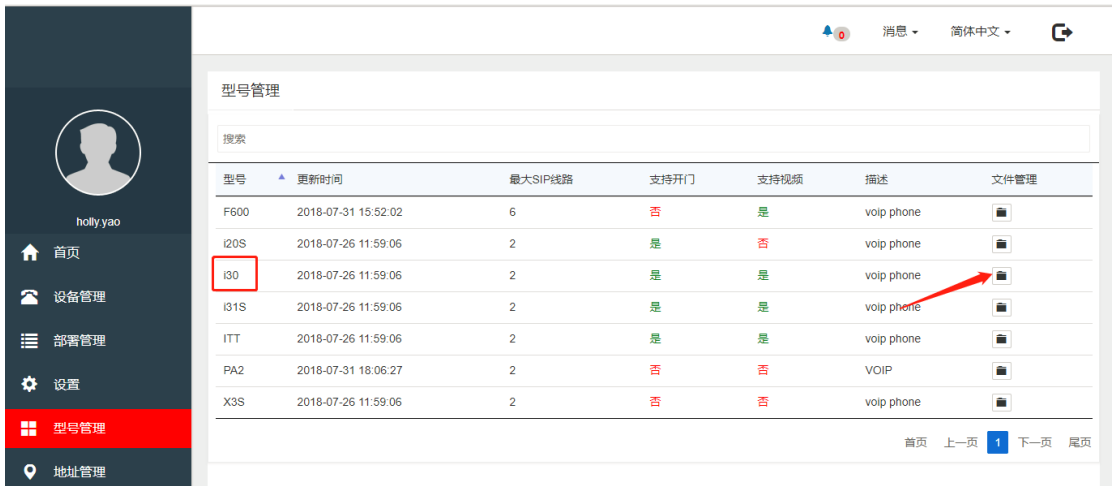 0 消息 简体中文
holly.yao
首页
设备管理
部署管理
设置
型号管理
地址管理
型号管理
搜索
型号 更新时间 最大SIP线路 支持开门 支持视频 描述 文件管理
F600 2018-07-31 15:52:02 6 否 是 voip phone
i20S 2018-07-26 11:59:06 2 是 否 voip phone
i30 2018-07-26 11:59:06 2 是 是 voip phone
i31S 2018-07-26 11:59:06 2 是 是 voip phone
ITT 2018-07-26 11:59:06 2 是 是 voip phone
PA2 2018-07-31 18:06:27 2 否 否 VOIP
X3S 2018-07-26 11:59:06 2 否 否 voip phone
首页 上一页 1 下一页 尾页